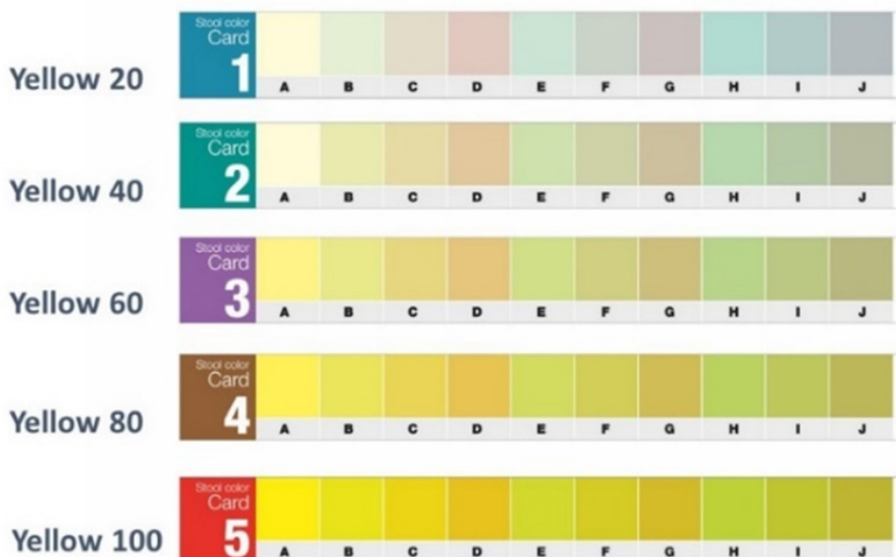 Yellow 20
Stool color
Card
1
A B C D E F G H I J
Yellow 40
Stool color
Card
2
A B C D E F G H I J
Yellow 60
Stool color
Card
3
A B C D E F G H I J
Yellow 80
Stool color
Card
4
A B C D E F G H I J
Yellow 100
Stool color
Card
5
A B C D E F G H I J